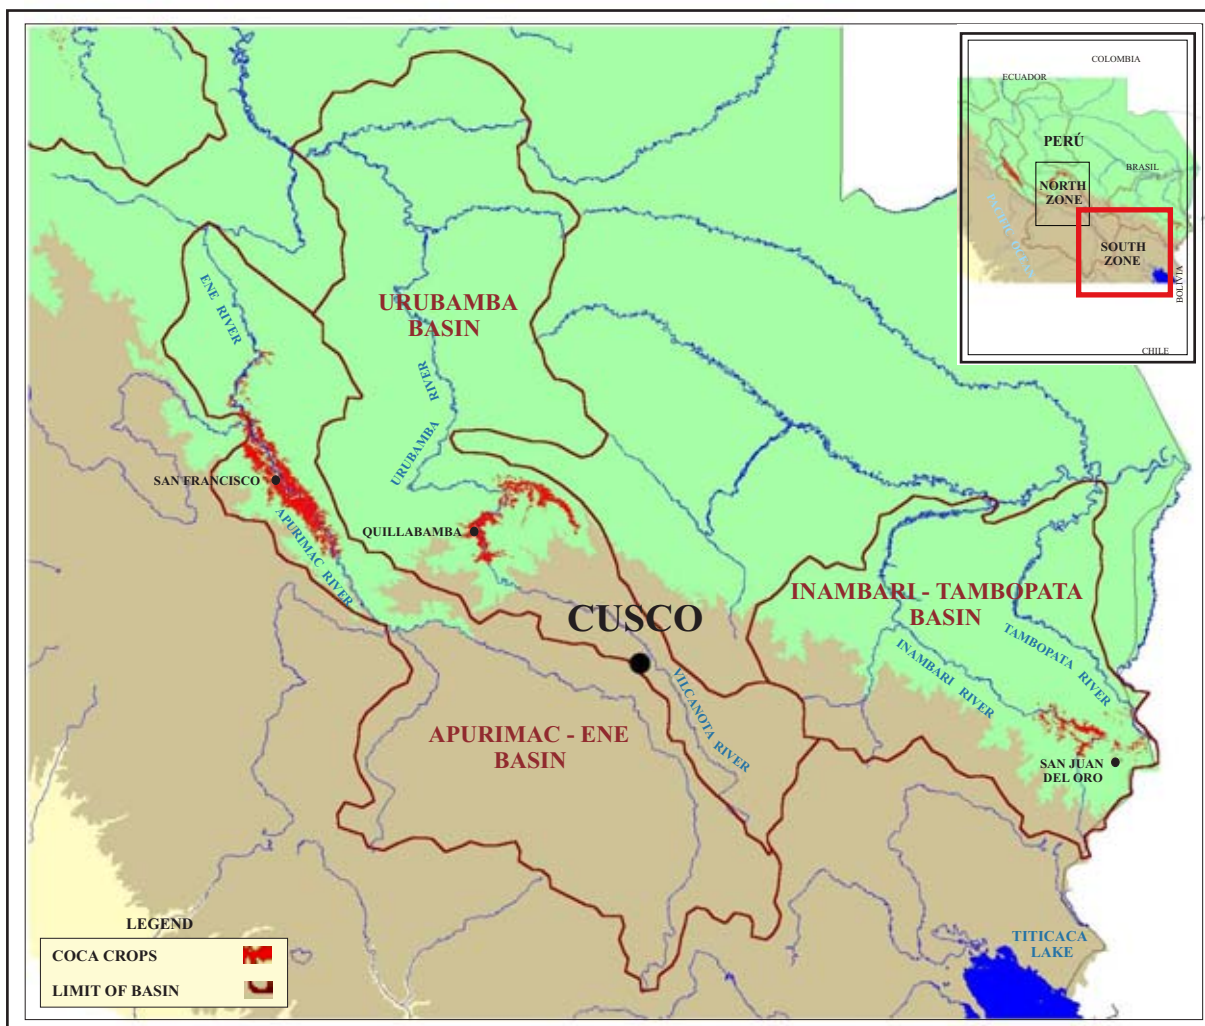 COLOMBIA
ECUADOR
PERÚ
BRASIL
NORTH
ZONE
PACIFIC OCEAN
SOUTH
ZONE
BOLIVIA
CHILE
ENE RIVER
URUBAMBA
BASIN
URUBAMBA RIVER
SAN FRANCISCO
QUILLABAMBA
APURIMAC RIVER
CUSCO
INAMBARI - TAMBOPATA
BASIN
TAMBOPATA RIVER
INAMBARI RIVER
VILCANOTA RIVER
APURIMAC - ENE
BASIN
SAN JUAN
DEL ORO
TITICACA
LAKE
LEGEND
COCA CROPS
LIMIT OF BASIN